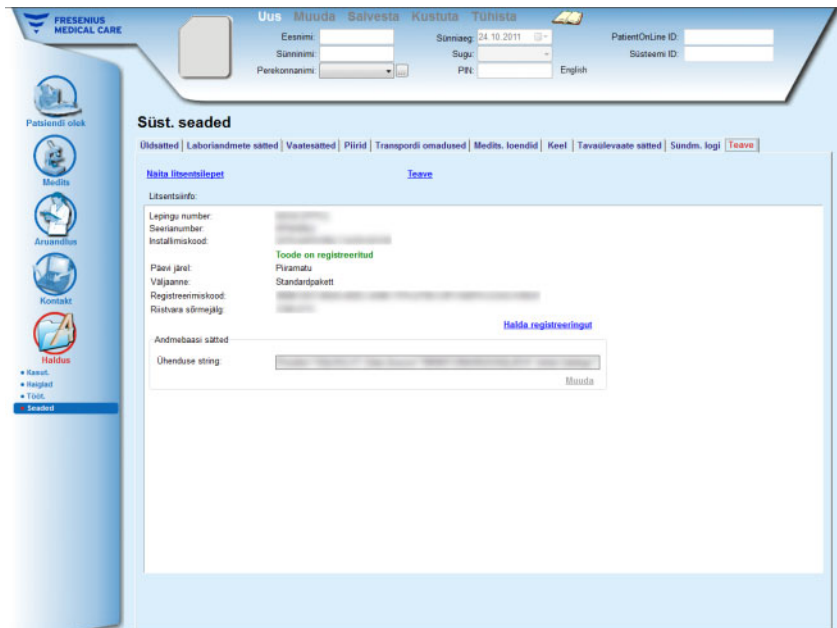 FRESENIUS
MEDICAL CARE
Uus Muuda Salvesta Kustuta Tühista
Eesnimi:
Sünniaeg: 24.10.2011
PatientOnLine ID:
Sünninimi:
Sugu:
Süsteemi ID:
Perekonnanimi:
...
PIN:
English
Patsiendi olek
Medits
Aruandlus
Kontakt
Haldus
Kasut.
Haiglad
Tööt.
Seaded
Süst. seaded
Üldsätted | Laboriandmete sätted | Vaatesätted | Piirid | Transpordi omadused | Medits. loendid | Keel | Tavaülevaate sätted | Sündm. logi | Teave
Näita litsentsilepet
Teave
Litsentsiinfo:
Lepingu number:
Seerianumber:
Installimiskood:
Toode on registreeritud
Päevi järel: Piiramatu
Väljaanne: Standardpakett
Registreerimiskood:
Riistvara sõrmejälg:
Halda registreeringut
Andmebaasi sätted
Ühenduse string:
Muuda